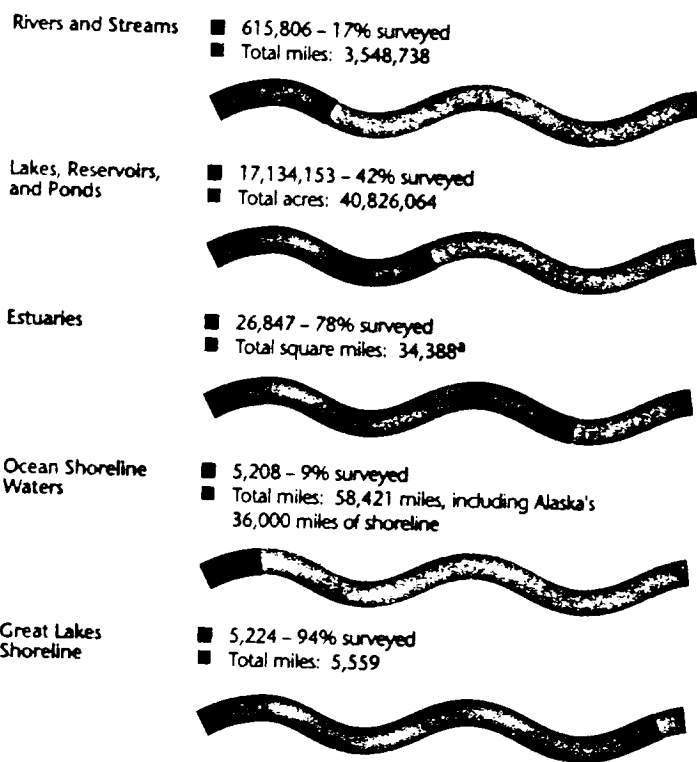 Rivers and Streams
■ 615,806 – 17% surveyed
■ Total miles: 3,548,738
Lakes, Reservoirs,
and Ponds
■ 17,134,153 – 42% surveyed
■ Total acres: 40,826,064
Estuaries
■ 26,847 – 78% surveyed
■ Total square miles: 34,388ª
Ocean Shoreline
Waters
■ 5,208 – 9% surveyed
■ Total miles: 58,421 miles, including Alaska's
36,000 miles of shoreline
Great Lakes
Shoreline
■ 5,224 – 94% surveyed
■ Total miles: 5,559